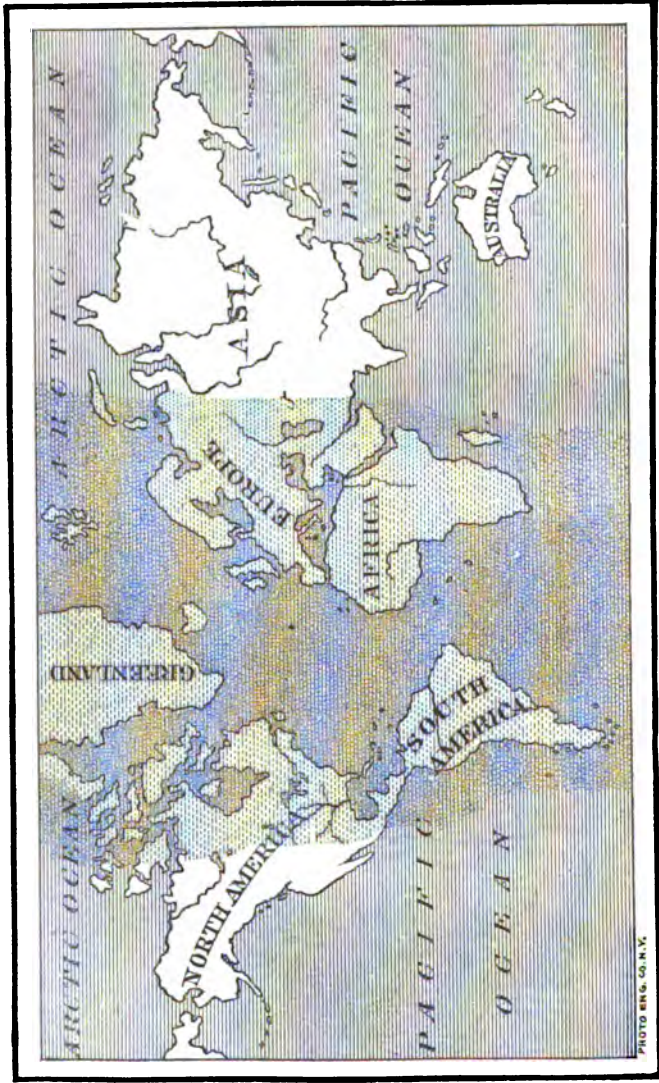 ARCTIC OCEAN
ARCTIC OCEAN
GREENLAND
NORTH AMERICA
EUROPE
ASIA
PACIFIC
OCEAN
AFRICA
SOUTH
AMERICA
PACIFIC
OCEAN
AUSTRALIA
PHOTO ENG. CO. N.Y.